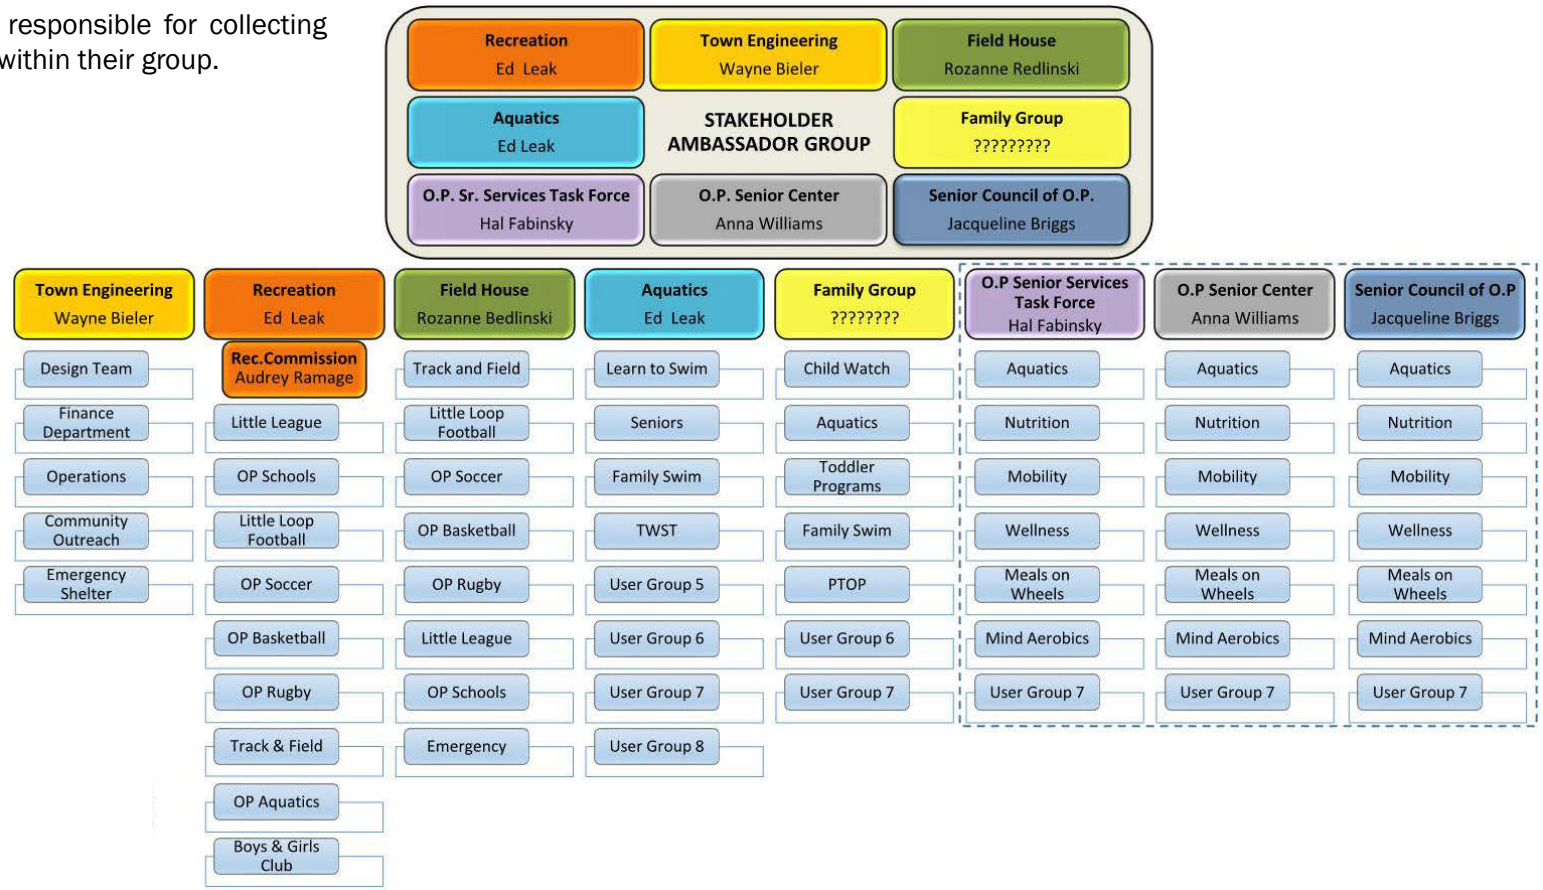 responsible for collecting
within their group.
Recreation
Ed Leak
Town Engineering
Wayne Bieler
Field House
Rozanne Redlinski
Aquatics
Ed Leak
STAKEHOLDER
AMBASSADOR GROUP
Family Group
?????????
O.P. Sr. Services Task Force
Hal Fabinsky
O.P. Senior Center
Anna Williams
Senior Council of O.P.
Jacqueline Briggs
Town Engineering
Wayne Bieler
Design Team
Finance
Department
Operations
Community
Outreach
Emergency
Shelter
Recreation
Ed Leak
Rec.Commission
Audrey Ramage
Little League
OP Schools
Little Loop
Football
OP Soccer
OP Basketball
OP Rugby
Track & Field
OP Aquatics
Boys & Girls
Club
Field House
Rozanne Bedlinski
Track and Field
Little Loop
Football
OP Soccer
OP Basketball
OP Rugby
Little League
OP Schools
Emergency
Aquatics
Ed Leak
Learn to Swim
Seniors
Family Swim
TWST
User Group 5
User Group 6
User Group 7
User Group 8
Family Group
????????
Child Watch
Aquatics
Toddler
Programs
Family Swim
PTOP
User Group 6
User Group 7
O.P Senior Services
Task Force
Hal Fabinsky
Aquatics
Nutrition
Mobility
Wellness
Meals on
Wheels
Mind Aerobics
User Group 7
O.P Senior Center
Anna Williams
Aquatics
Nutrition
Mobility
Wellness
Meals on
Wheels
Mind Aerobics
User Group 7
Senior Council of O.P
Jacqueline Briggs
Aquatics
Nutrition
Mobility
Wellness
Meals on
Wheels
Mind Aerobics
User Group 7